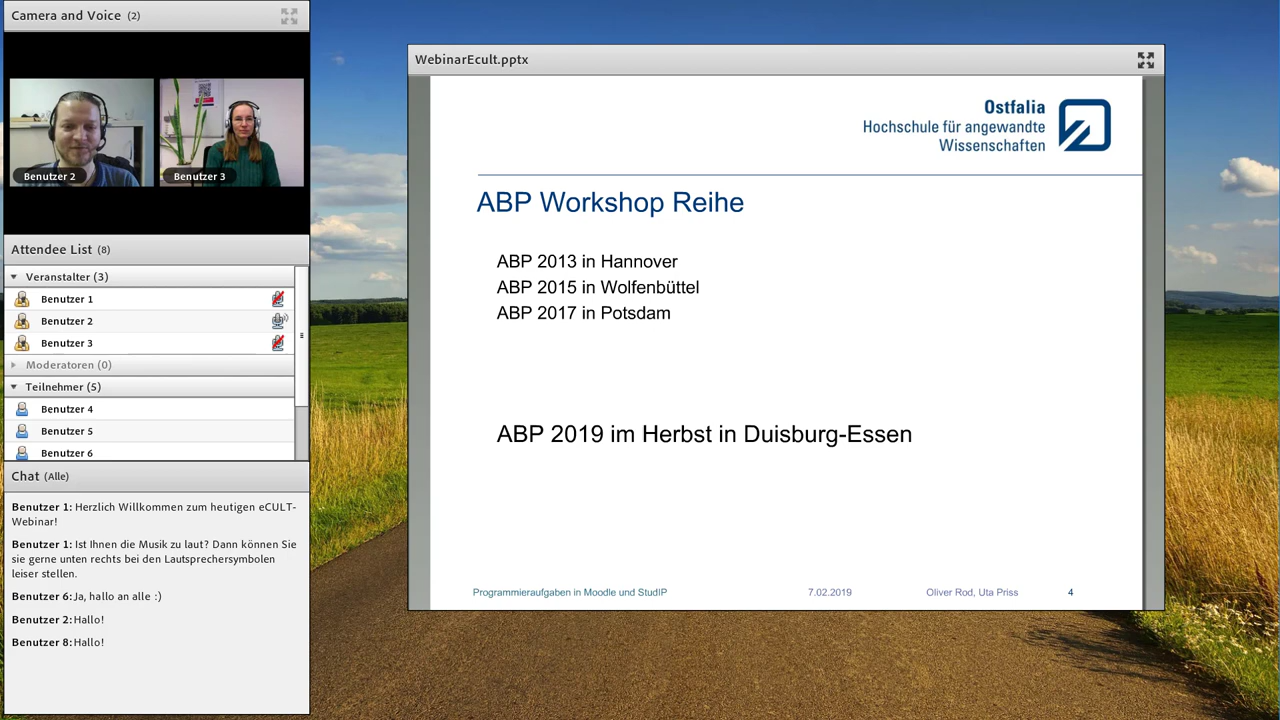 Camera and Voice (2)
Benutzer 2
Benutzer 3
Attendee List (8)
Veranstalter (3)
Benutzer 1
Benutzer 2
Benutzer 3
Moderatoren (0)
Teilnehmer (5)
Benutzer 4
Benutzer 5
Benutzer 6
Chat (Alle)
Benutzer 1: Herzlich Willkommen zum heutigen eCULT-
Webinar!
Benutzer 1: Ist Ihnen die Musik zu laut? Dann können Sie
sie gerne unten rechts bei den Lautsprechersymbolen
leiser stellen.
Benutzer 6: Ja, hallo an alle :)
Benutzer 2: Hallo!
Benutzer 8: Hallo!
WebinarEcult.pptx
Ostfalia
Hochschule für angewandte
Wissenschaften
ABP Workshop Reihe
ABP 2013 in Hannover
ABP 2015 in Wolfenbüttel
ABP 2017 in Potsdam
ABP 2019 im Herbst in Duisburg-Essen
Programmieraufgaben in Moodle und StudIP 7.02.2019 Oliver Rod, Uta Priss 4